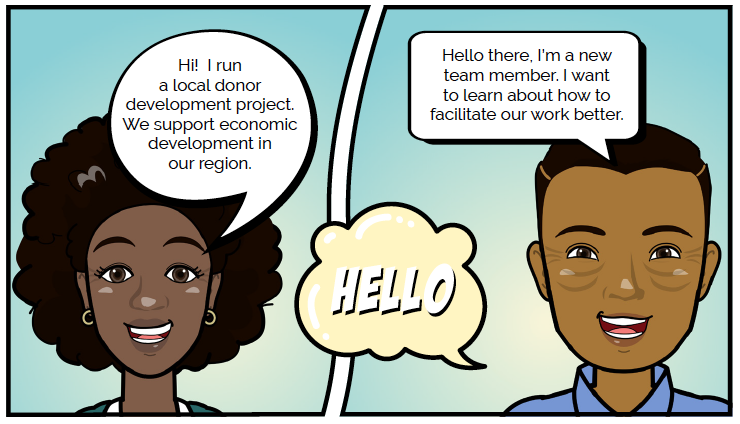 Hi!  I run
a local donor
development project.
We support economic
development in
our region.
Hello there, I'm a new
team member. I want
to learn about how to
facilitate our work better.
HELLO